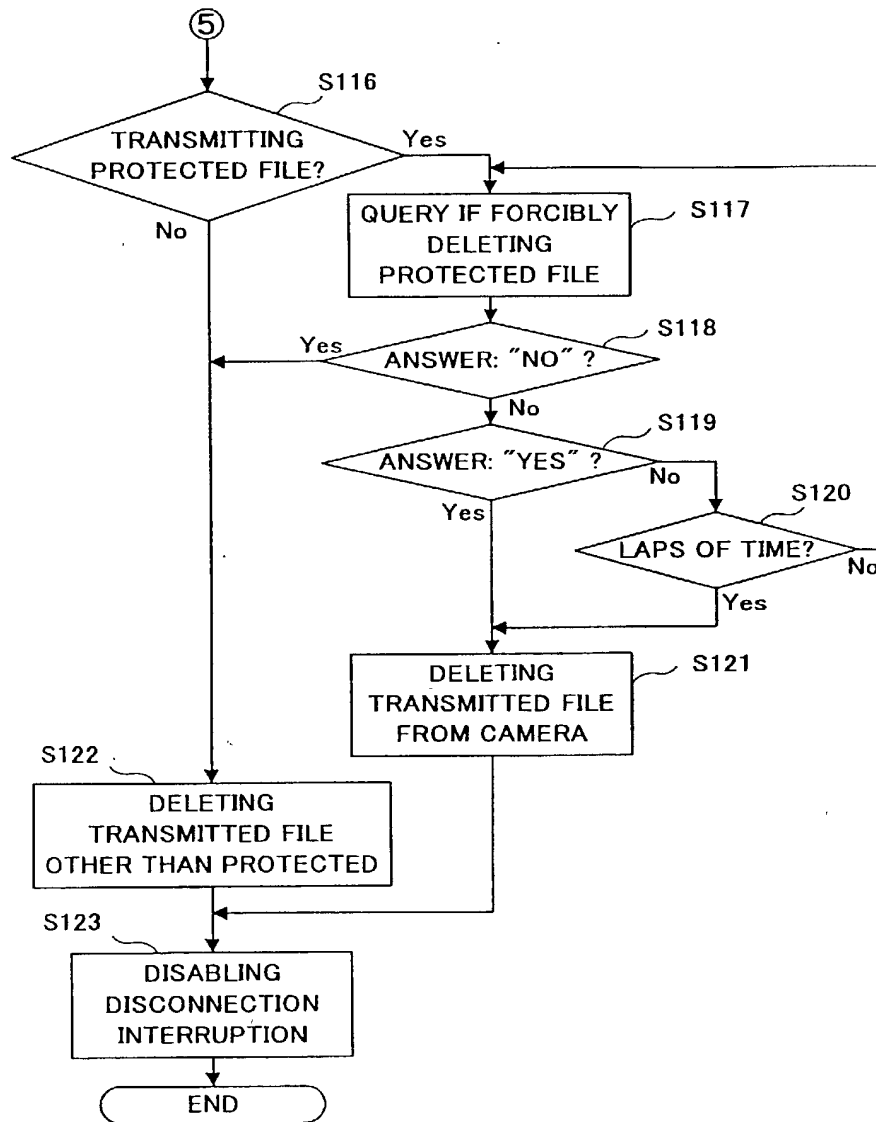 ⑤
S116
TRANSMITTING
PROTECTED FILE?
Yes
No
QUERY IF FORCIBLY
DELETING
PROTECTED FILE
S117
S118
Yes
ANSWER: "NO" ?
No
S119
ANSWER: "YES" ?
No
Yes
S120
LAPS OF TIME?
No
Yes
DELETING
TRANSMITTED FILE
FROM CAMERA
S121
S122
DELETING
TRANSMITTED FILE
OTHER THAN PROTECTED
S123
DISABLING
DISCONNECTION
INTERRUPTION
END